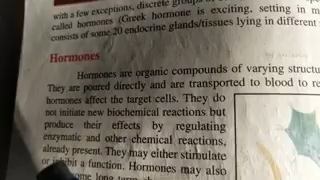 with a few exceptions, discrete groups of
called hormones (Greek hormone is exciting, setting in m
consists of some 20 endocrine glands/tissues lying in different
Hormones
Hormones are organic compounds of varying structu
They are poured directly and are transported to blood to re
hormones affect the target cells. They do
not initiate new biochemical reactions but
produce their effects by regulating
enzymatic and other chemical reactions,
already present. They may either stimulate
or inhibit a function. Hormones may also
some long term